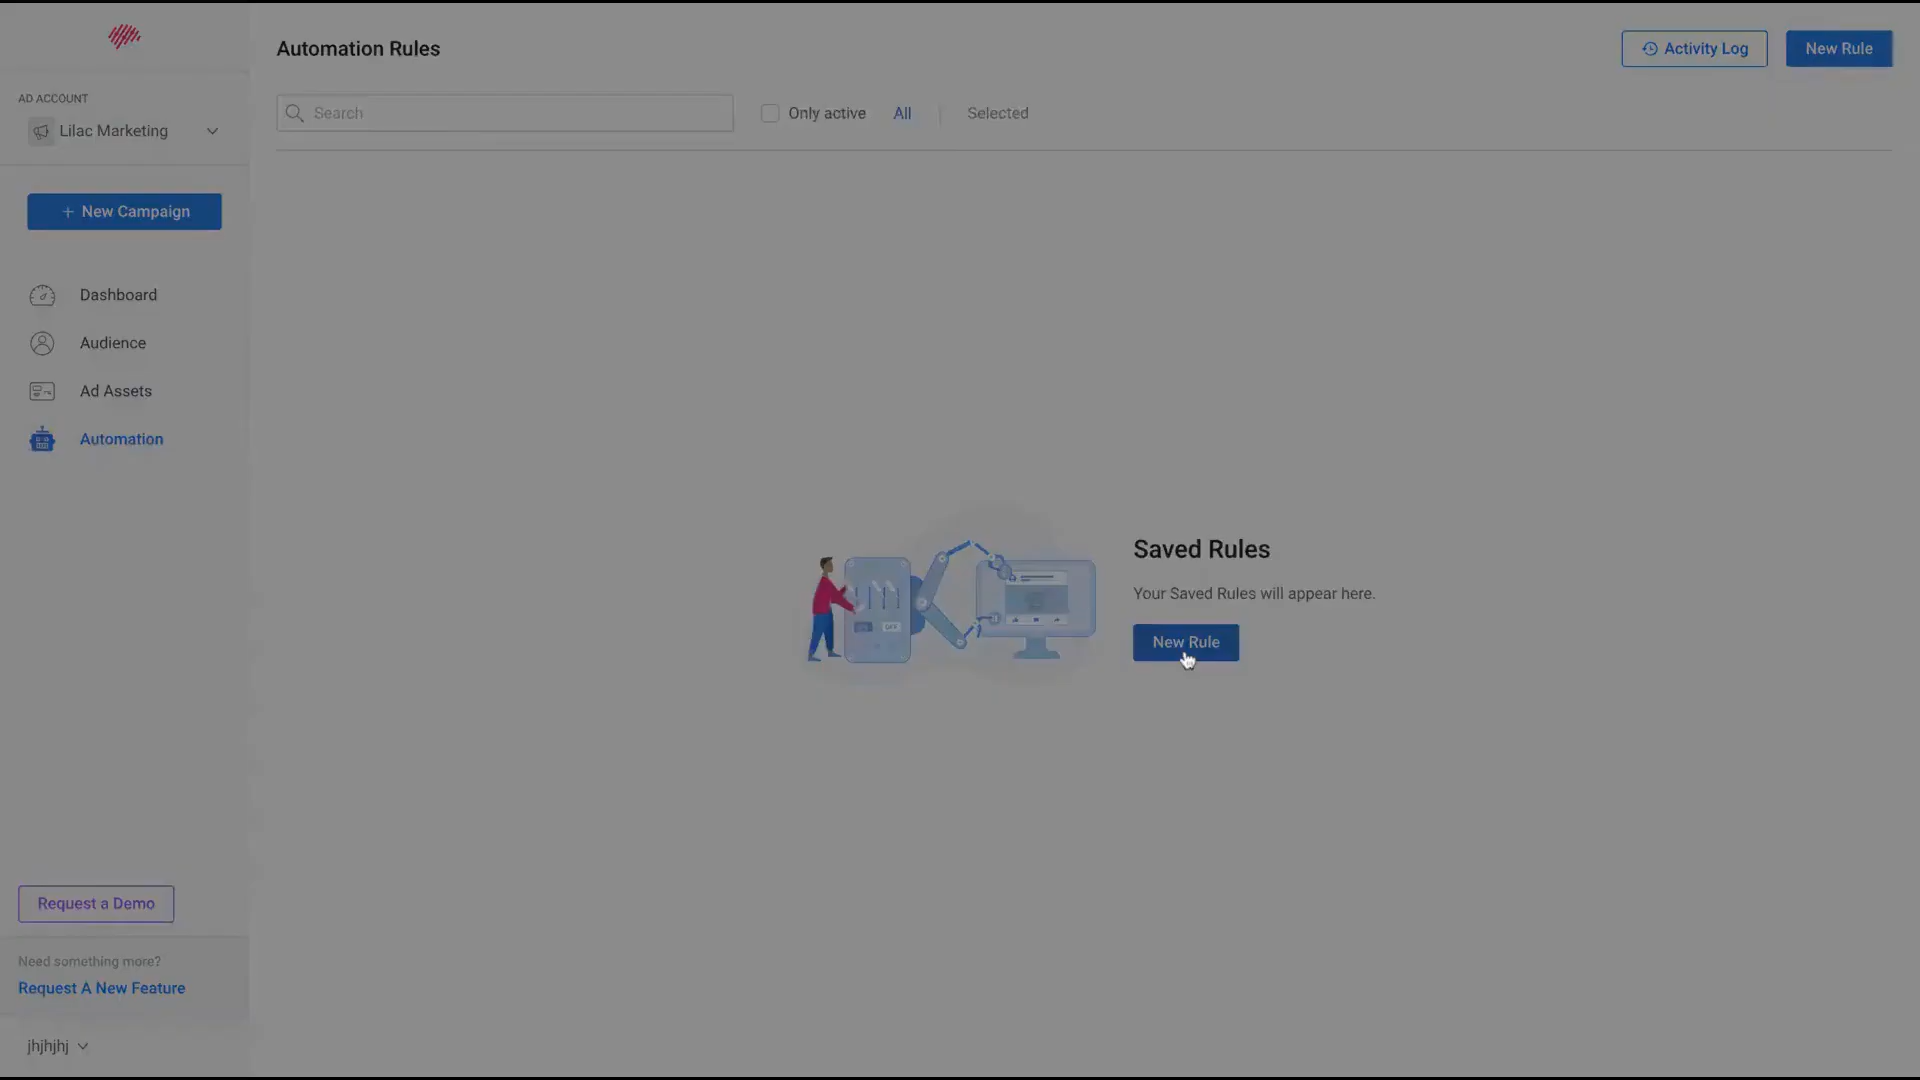 Automation Rules
Activity Log
New Rule
AD ACCOUNT
Lilac Marketing
Search
Only active
All
Selected
+ New Campaign
Dashboard
Audience
Ad Assets
Automation
Saved Rules
Your Saved Rules will appear here.
New Rule
Request a Demo
Need something more?
Request A New Feature
jhjhjhj